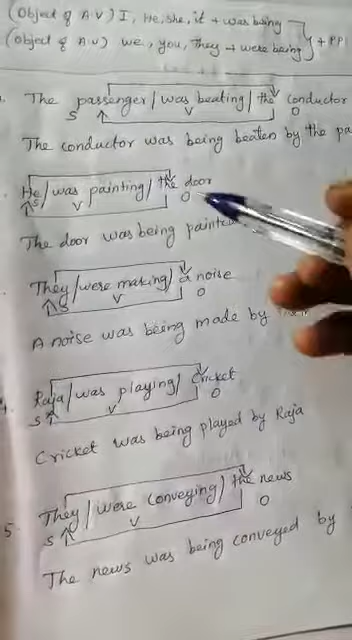 (Object of A.V) I, He, she, it + was being
(Object of A.V) we, you, they → were being } + PP
The passenger / was beating / the conductor
S V O
The conductor was being beaten by the pa
He / was painting / the door
S V O
The door was being painted
They / were making / a noise
S V O
A noise was being made by them
4. Raja / was playing / Cricket
S V O
Cricket was being played by Raja
5. They / were conveying / the news
S V O
The news was being conveyed by